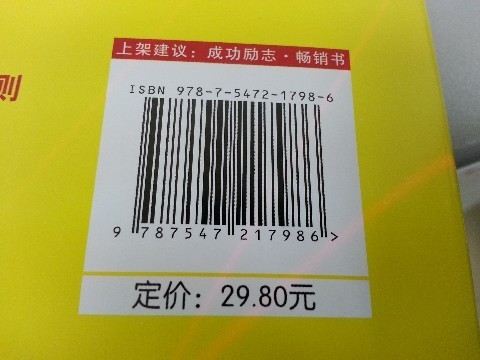 上架建议：成功励志·畅销书
则
ISBN 978-7-5472-1798-6
9 787547 217986 >
定价：29.80元